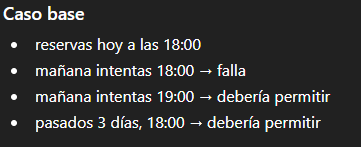 Caso base
• reservas hoy a las 18:00
• mañana intentas 18:00 → falla
• mañana intentas 19:00 → debería permitir
• pasados 3 días, 18:00 → debería permitir